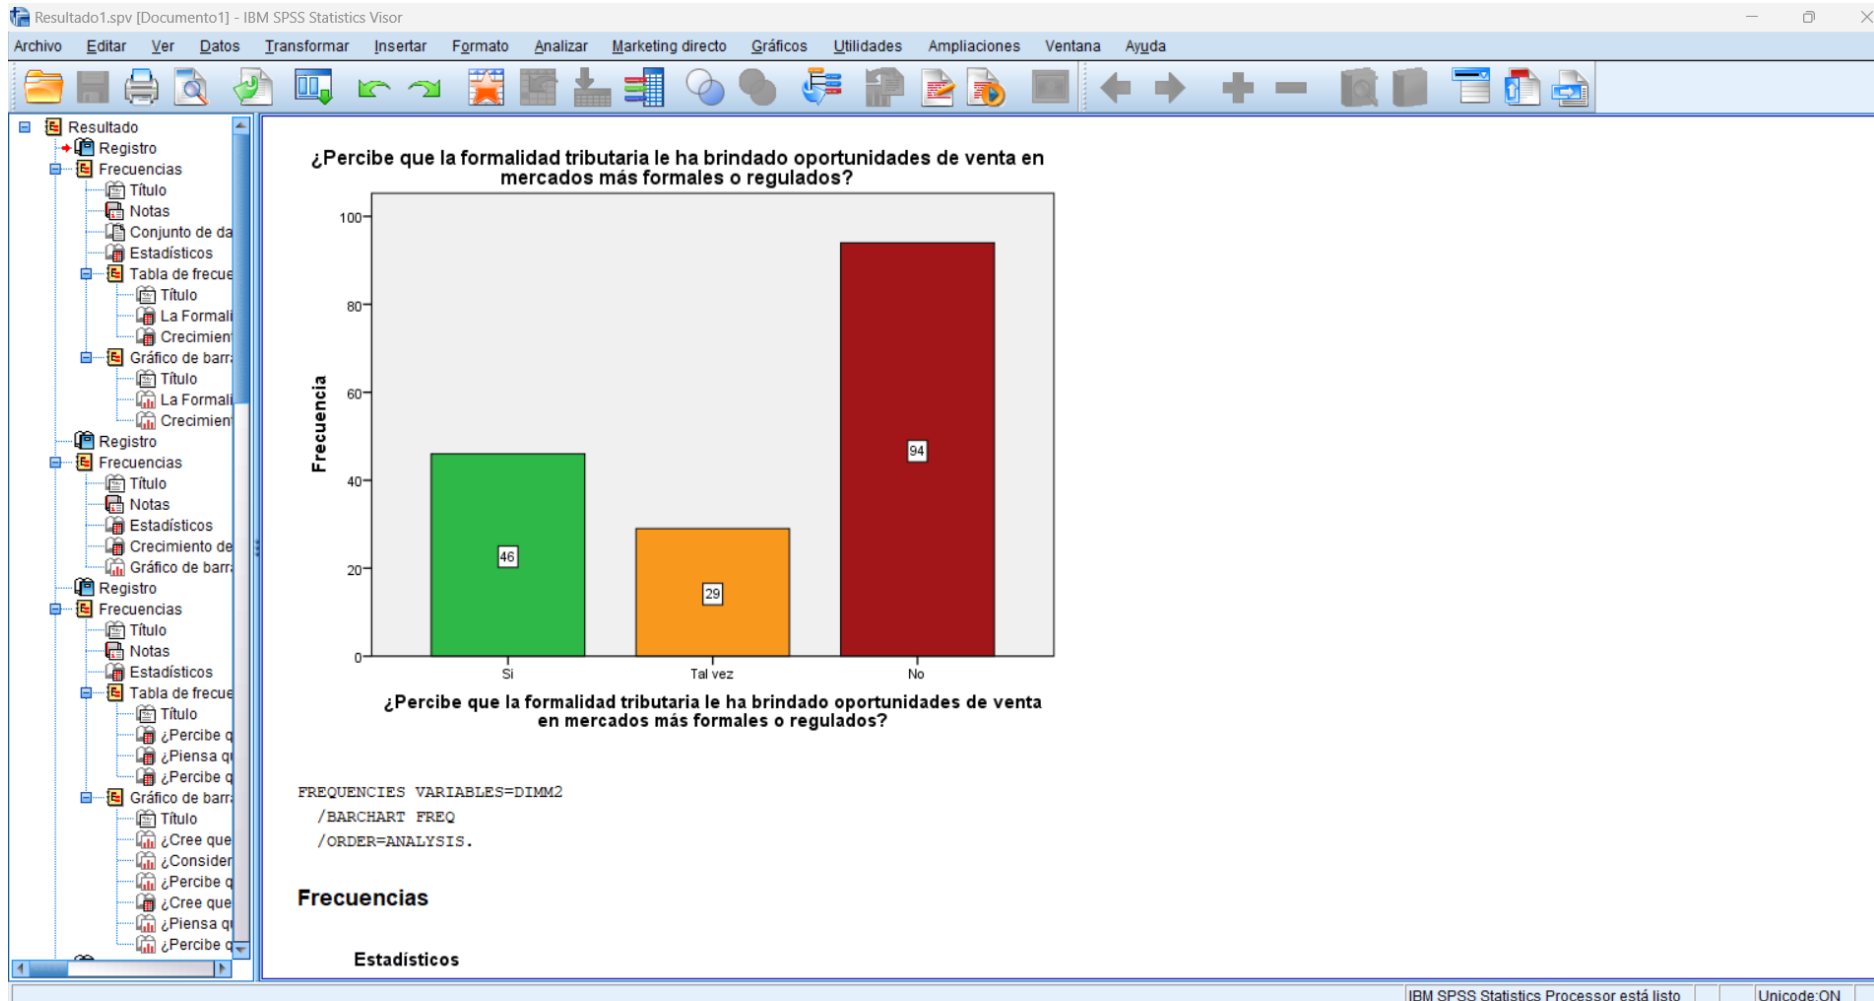 Resultado1.spv [Documento1] - IBM SPSS Statistics Visor
Archivo Editar Ver Datos Transformar Insertar Formato Analizar Marketing directo Gráficos Utilidades Ampliaciones Ventana Ayuda
Resultado
Registro
Frecuencias
Título
Notas
Conjunto de da
Estadísticos
Tabla de frecue
Título
La Formali
Crecimien
Gráfico de barr
Título
La Formali
Crecimien
Registro
Frecuencias
Título
Notas
Estadísticos
Crecimiento de
Gráfico de barr
Registro
Frecuencias
Título
Notas
Estadísticos
Tabla de frecue
Título
¿Percibe q
¿Piensa q
¿Percibe q
Gráfico de barr
Título
¿Cree que
¿Consider
¿Percibe q
¿Cree que
¿Piensa q
¿Percibe q
¿Percibe que la formalidad tributaria le ha brindado oportunidades de venta en
mercados más formales o regulados?
Frecuencia
100
80
60
40
20
0
46
29
94
Si Tal vez No
¿Percibe que la formalidad tributaria le ha brindado oportunidades de venta
en mercados más formales o regulados?
FREQUENCIES VARIABLES=DIMM2
/BARCHART FREQ
/ORDER=ANALYSIS.
Frecuencias
Estadísticos
IBM SPSS Statistics Processor está listo Unicode:ON